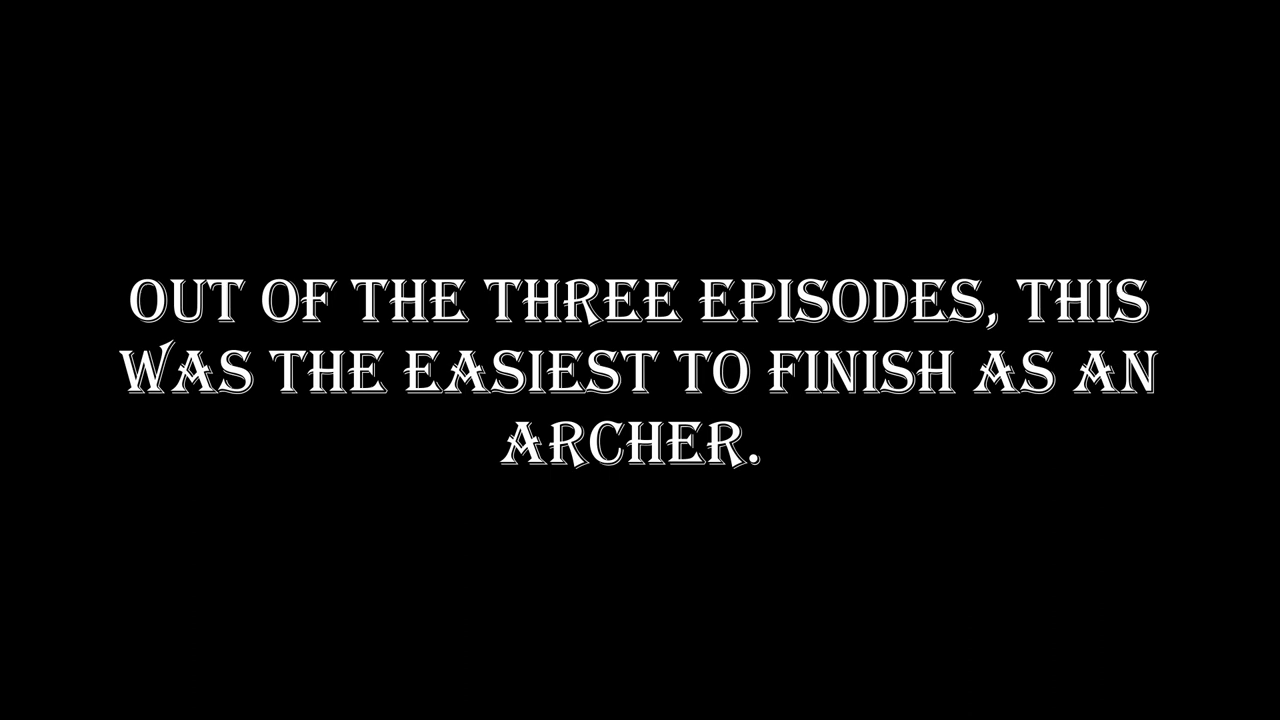 OUT OF THE THREE EPISODES, THIS
WAS THE EASIEST TO FINISH AS AN
ARCHER.